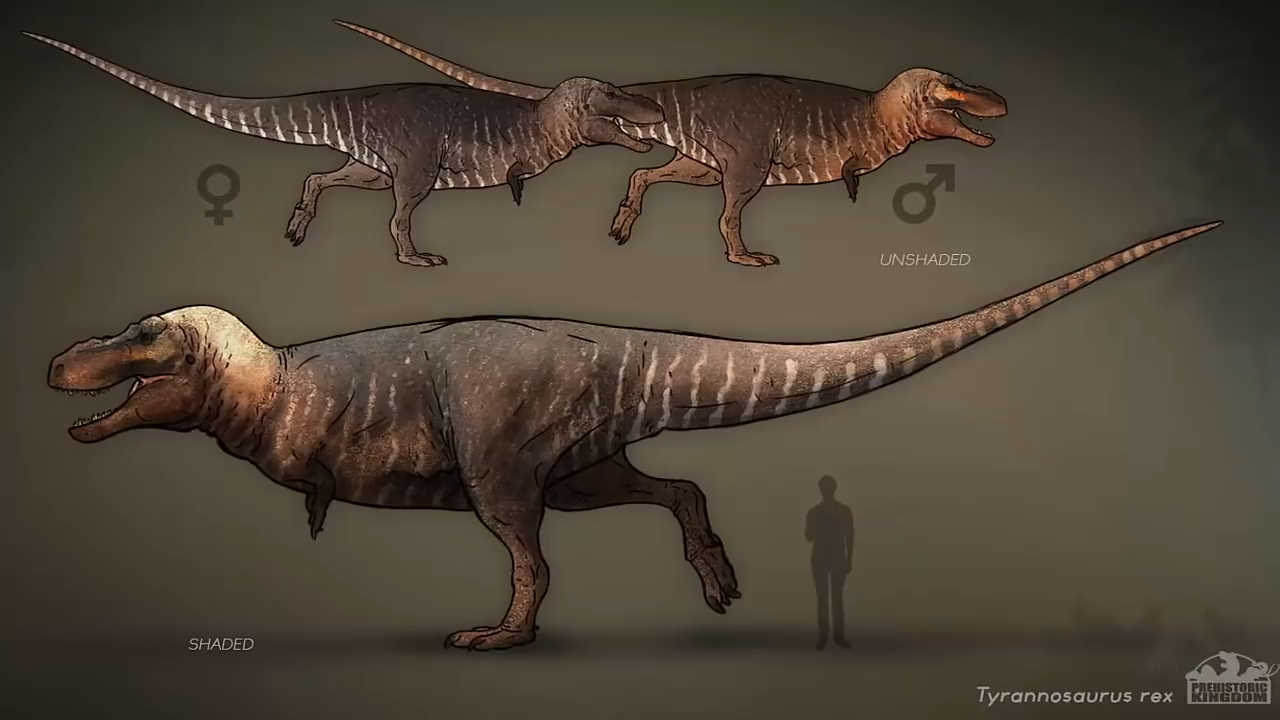 UNSHADED
SHADED
Tyrannosaurus rex
PREHISTORIC
KINGDOM